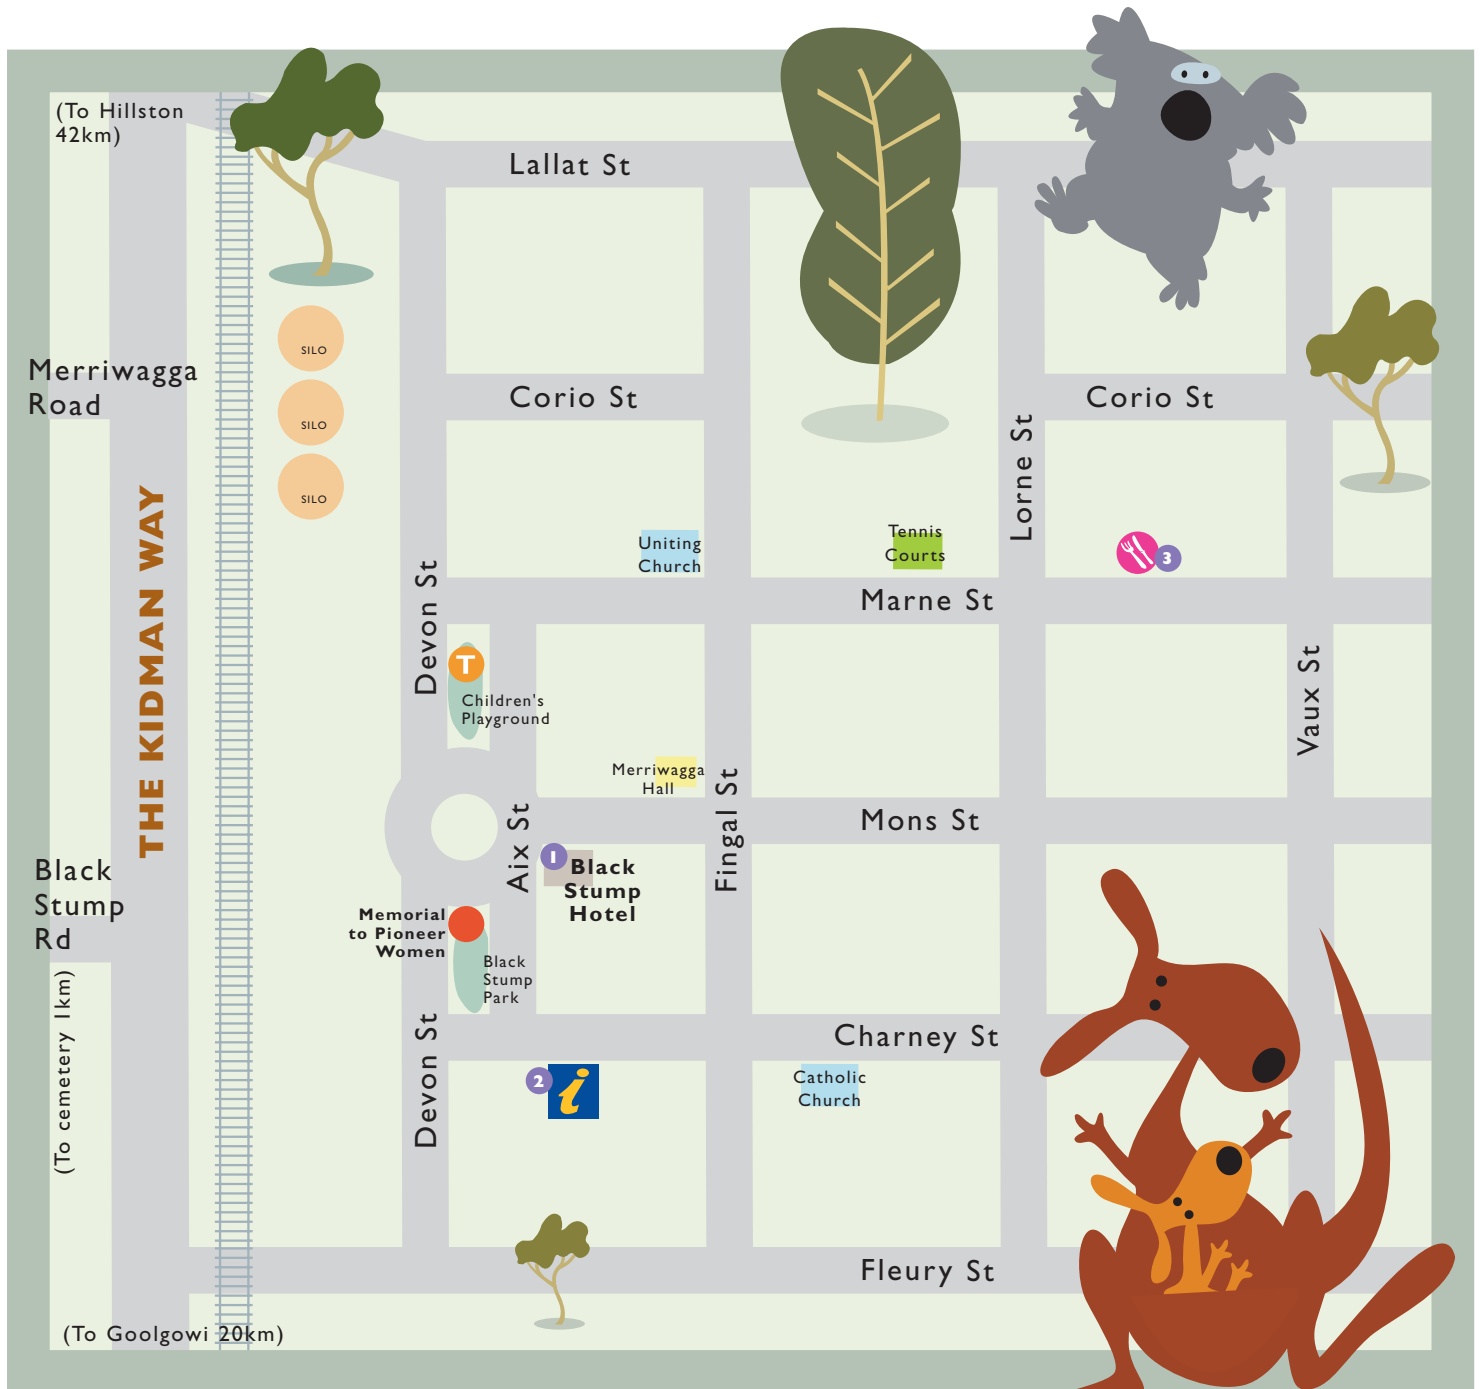 (To Hillston
42km)
Lallat St
SILO
Merriwagga
Road
Corio St
Corio St
SILO
SILO
Lorne St
THE KIDMAN WAY
Uniting
Church
Tennis
Courts
3
Devon St
Marne St
T
Children's
Playground
Vaux St
Merriwagga
Hall
Fingal St
Aix St
Mons St
1
Black
Stump
Hotel
Black
Stump
Rd
Memorial
to Pioneer
Women
Black
Stump
Park
(To cemetery 1km)
Devon St
Charney St
2
i
Catholic
Church
Fleury St
(To Goolgowi 20km)